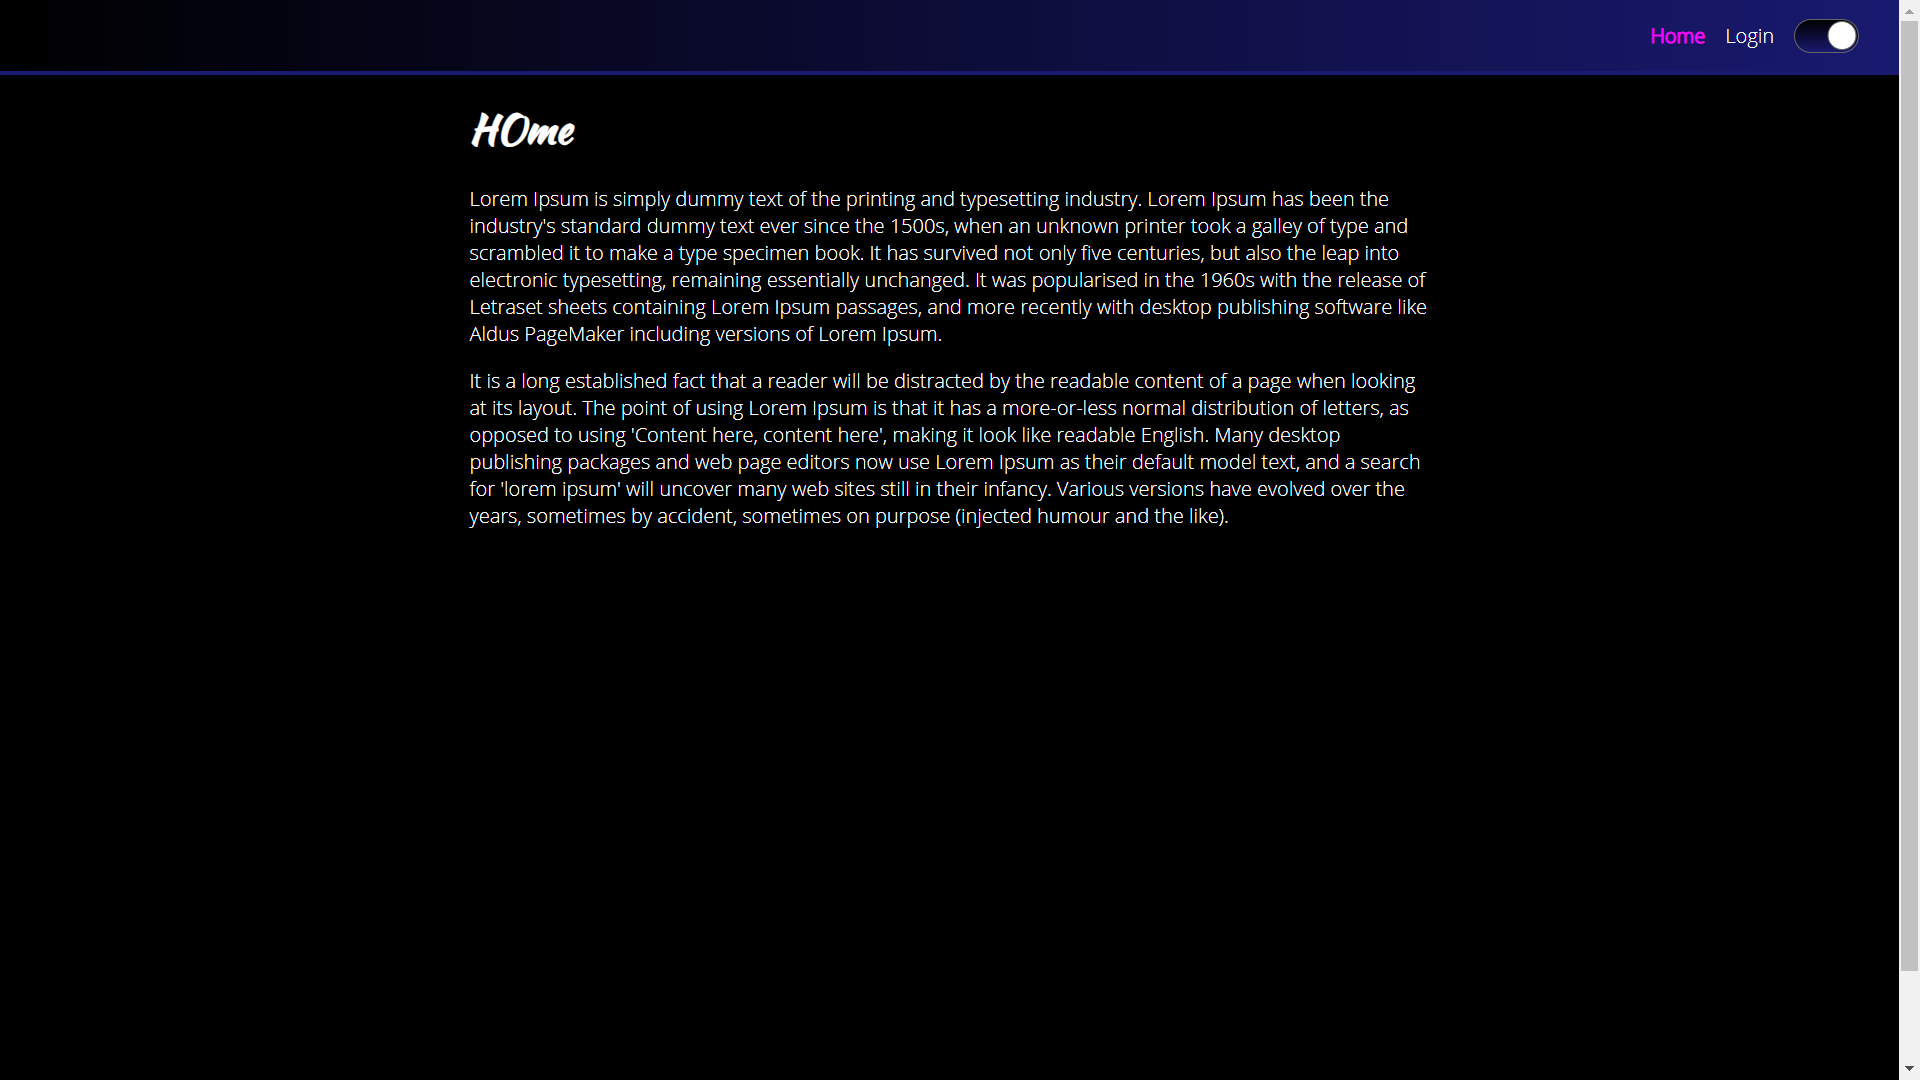 Home Login
HOme
Lorem Ipsum is simply dummy text of the printing and typesetting industry. Lorem Ipsum has been the
industry's standard dummy text ever since the 1500s, when an unknown printer took a galley of type and
scrambled it to make a type specimen book. It has survived not only five centuries, but also the leap into
electronic typesetting, remaining essentially unchanged. It was popularised in the 1960s with the release of
Letraset sheets containing Lorem Ipsum passages, and more recently with desktop publishing software like
Aldus PageMaker including versions of Lorem Ipsum.
It is a long established fact that a reader will be distracted by the readable content of a page when looking
at its layout. The point of using Lorem Ipsum is that it has a more-or-less normal distribution of letters, as
opposed to using 'Content here, content here', making it look like readable English. Many desktop
publishing packages and web page editors now use Lorem Ipsum as their default model text, and a search
for 'lorem ipsum' will uncover many web sites still in their infancy. Various versions have evolved over the
years, sometimes by accident, sometimes on purpose (injected humour and the like).